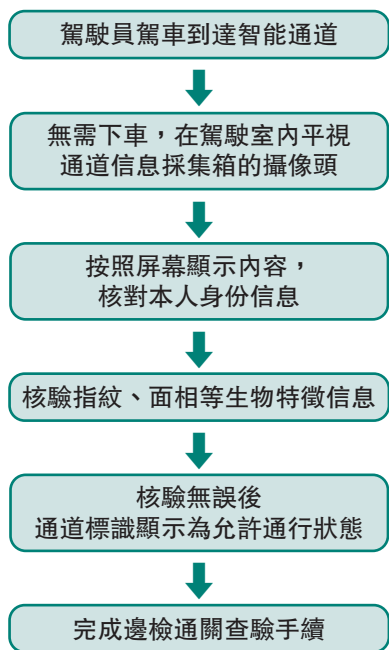 駕駛員駕車到達智能通道
無需下車，在駕駛室內平視
通道信息採集箱的攝像頭
按照屏幕顯示內容，
核對本人身份信息
核驗指紋、面相等生物特徵信息
核驗無誤後
通道標識顯示為允許通行狀態
完成邊檢通關查驗手續